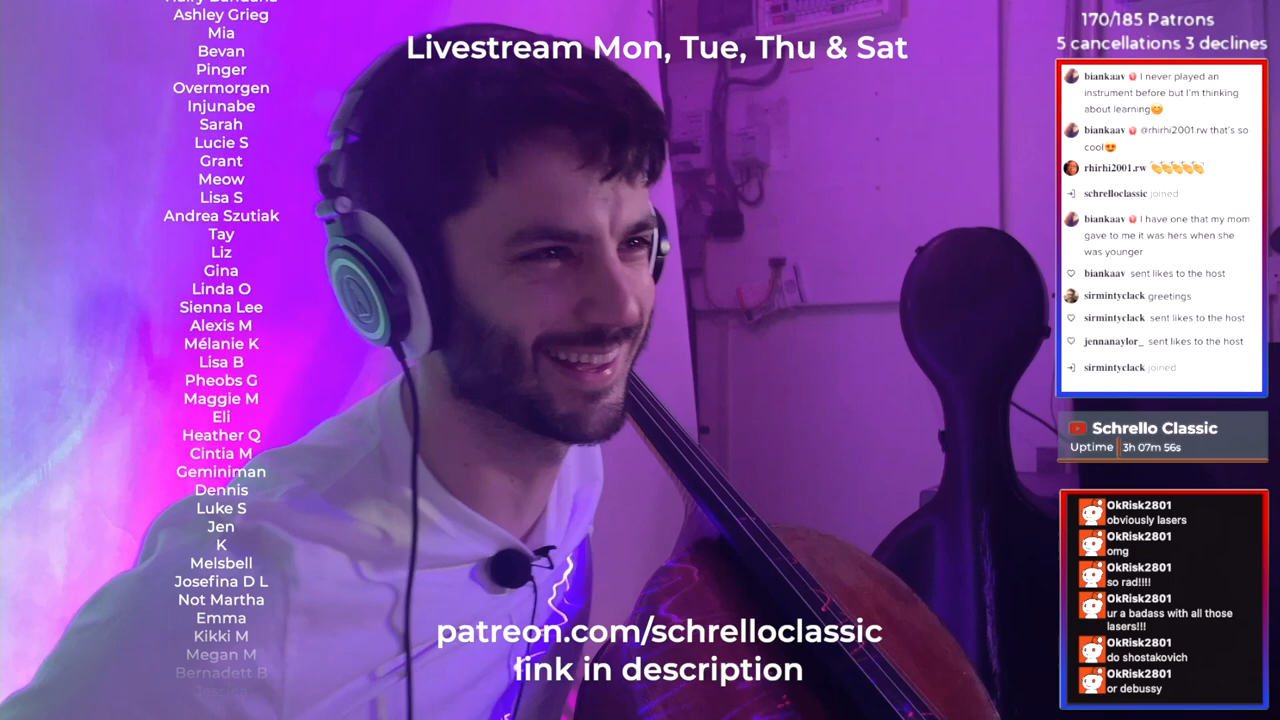 Ashley Grieg
Mia
Bevan
Pinger
Overmorgen
Injunabe
Sarah
Lucie S
Grant
Meow
Lisa S
Andrea Szutiak
Tay
Liz
Gina
Linda O
Sienna Lee
Alexis M
Mélanie K
Lisa B
Pheobs G
Maggie M
Eli
Heather Q
Cintia M
Geminiman
Dennis
Luke S
Jen
K
Melsbell
Josefina D L
Not Martha
Emma
Kikki M
Megan M
Bernadett B
Jessica
Livestream Mon, Tue, Thu & Sat
patreon.com/schrelloclassic
link in description
170/185 Patrons
5 cancellations 3 declines
biankaav I never played an
instrument before but I'm thinking
about learning😊
biankaav @rhirhi2001.rw that's so
cool😍
rhirhi2001.rw 👏👏👏👏👏
schrelloclassic joined
biankaav I have one that my mom
gave to me it was hers when she
was younger
biankaav sent likes to the host
sirmintyclack greetings
sirmintyclack sent likes to the host
jennanaylor_ sent likes to the host
sirmintyclack joined
Schrello Classic
Uptime 3h 07m 56s
OkRisk2801
obviously lasers
OkRisk2801
omg
OkRisk2801
so rad!!!!
OkRisk2801
ur a badass with all those
lasers!!!
OkRisk2801
do shostakovich
OkRisk2801
or debussy